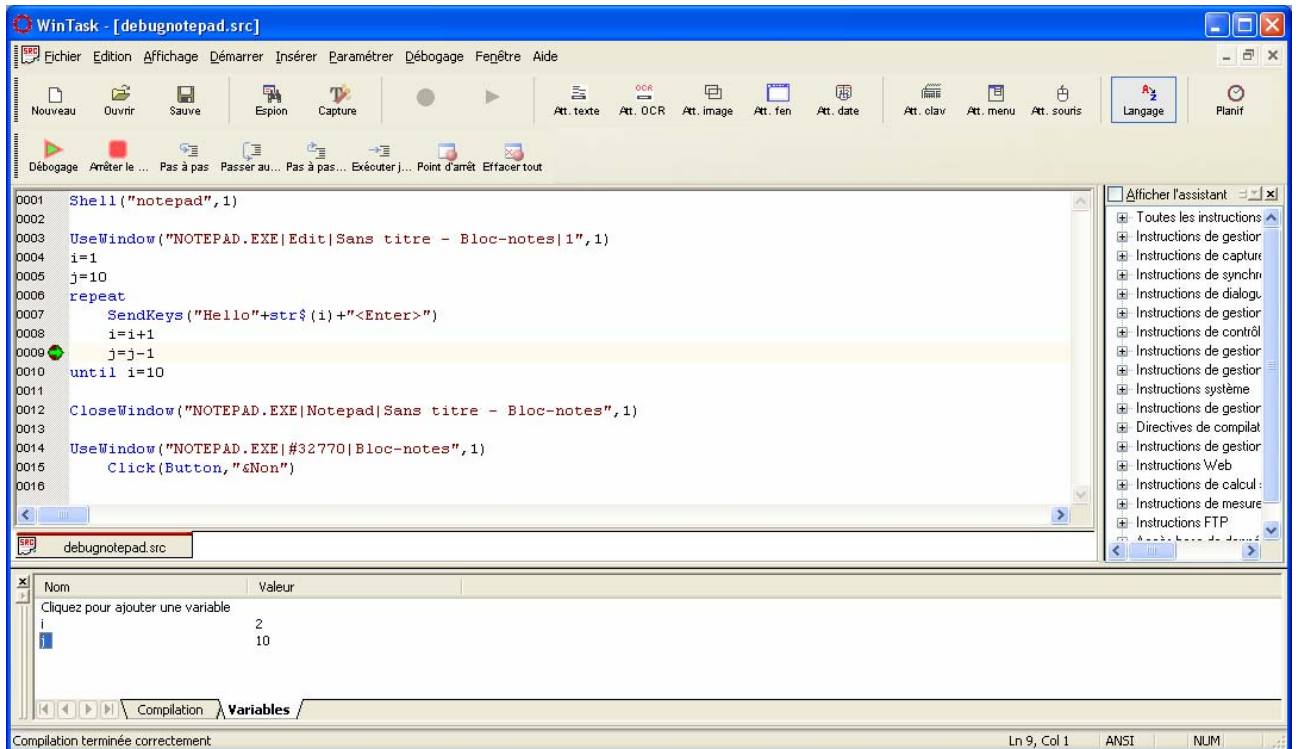 WinTask - [debugnotepad.src]
Fichier Edition Affichage Démarrer Insérer Paramétrer Débogage Fenêtre Aide
Nouveau Ouvrir Sauve Espion Capture Att. texte Att. OCR Att. image Att. fen Att. date Att. clav Att. menu Att. souris Langage Planif
Débogage Arrêter le ... Pas à pas Passer au... Pas à pas... Exécuter j... Point d'arrêt Effacer tout
0001 Shell("notepad",1)
0002
0003 UseWindow("NOTEPAD.EXE|Edit|Sans titre - Bloc-notes|1",1)
0004 i=1
0005 j=10
0006 repeat
0007 SendKeys("Hello"+str$(i)+"<Enter>")
0008 i=i+1
0009 j=j-1
0010 until i=10
0011
0012 CloseWindow("NOTEPAD.EXE|Notepad|Sans titre - Bloc-notes",1)
0013
0014 UseWindow("NOTEPAD.EXE|#32770|Bloc-notes",1)
0015 Click(Button,"&Non")
0016
Afficher l'assistant
Toutes les instructions
Instructions de gestion
Instructions de capture
Instructions de synchr
Instructions de dialogu
Instructions de gestion
Instructions de contrôl
Instructions de gestion
Instructions de gestion
Instructions système
Instructions de gestion
Directives de compilat
Instructions de gestion
Instructions Web
Instructions de calcul
Instructions de mesure
Instructions FTP
debugnotepad.src
Nom Valeur
Cliquez pour ajouter une variable
i 2
j 10
Compilation Variables
Compilation terminée correctement Ln 9, Col 1 ANSI NUM